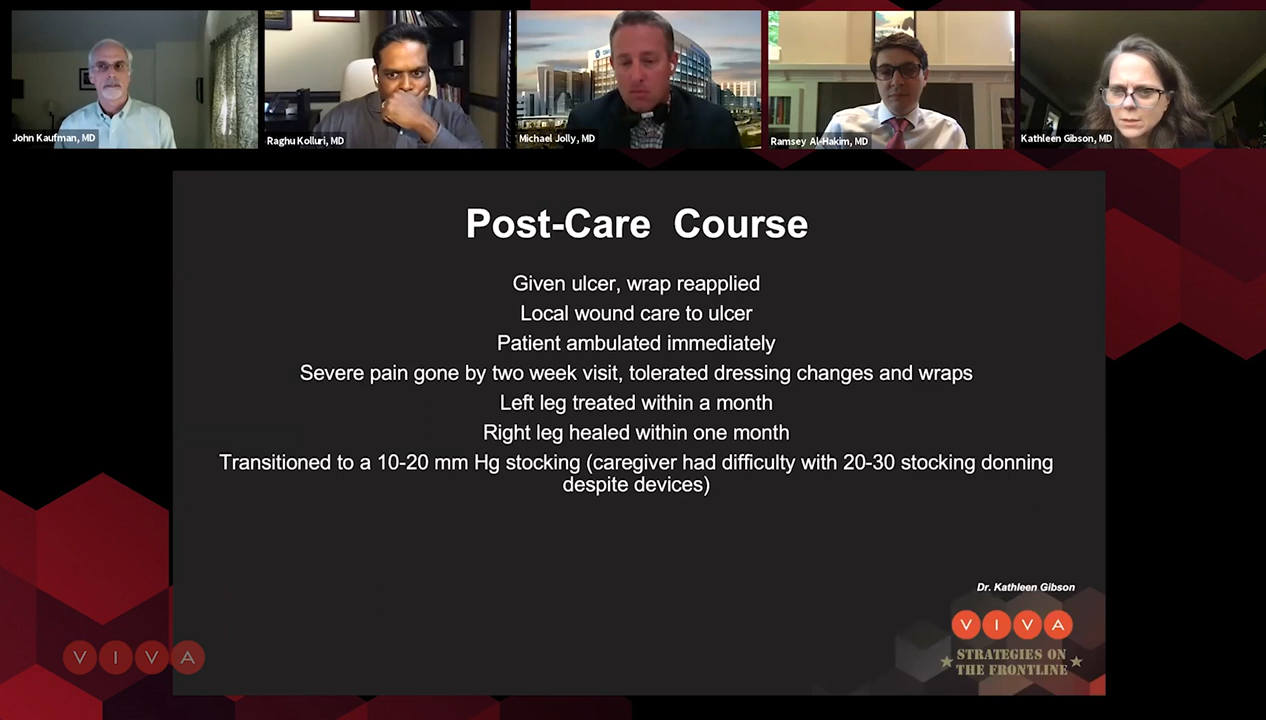 John Kaufman, MD
Raghu Kolluri, MD
Michael Jolly, MD
Ramsey Al-Hakim, MD
Kathleen Gibson, MD
Post-Care Course
Given ulcer, wrap reapplied
Local wound care to ulcer
Patient ambulated immediately
Severe pain gone by two week visit, tolerated dressing changes and wraps
Left leg treated within a month
Right leg healed within one month
Transitioned to a 10-20 mm Hg stocking (caregiver had difficulty with 20-30 stocking donning
despite devices)
Dr. Kathleen Gibson
VIVA
STRATEGIES ON
THE FRONTLINE
VIVA